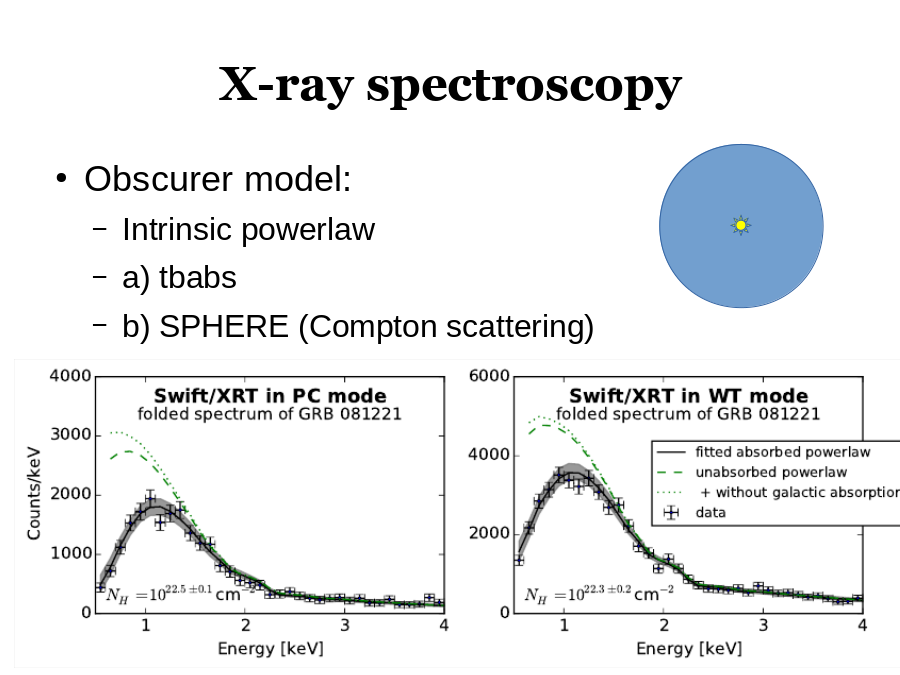 X-ray spectroscopy
• Obscurer model:
– Intrinsic powerlaw
– a) tbabs
– b) SPHERE (Compton scattering)
4000
3000
2000
1000
0
Counts/keV
Swift/XRT in PC mode
folded spectrum of GRB 081221
N_H =10^22.5 ±0.1 cm^−2
1 2 3 4
Energy [keV]
6000
4000
2000
0
Swift/XRT in WT mode
folded spectrum of GRB 081221
fitted absorbed powerlaw
unabsorbed powerlaw
+ without galactic absorption
data
N_H =10^22.3 ±0.2 cm^−2
1 2 3 4
Energy [keV]